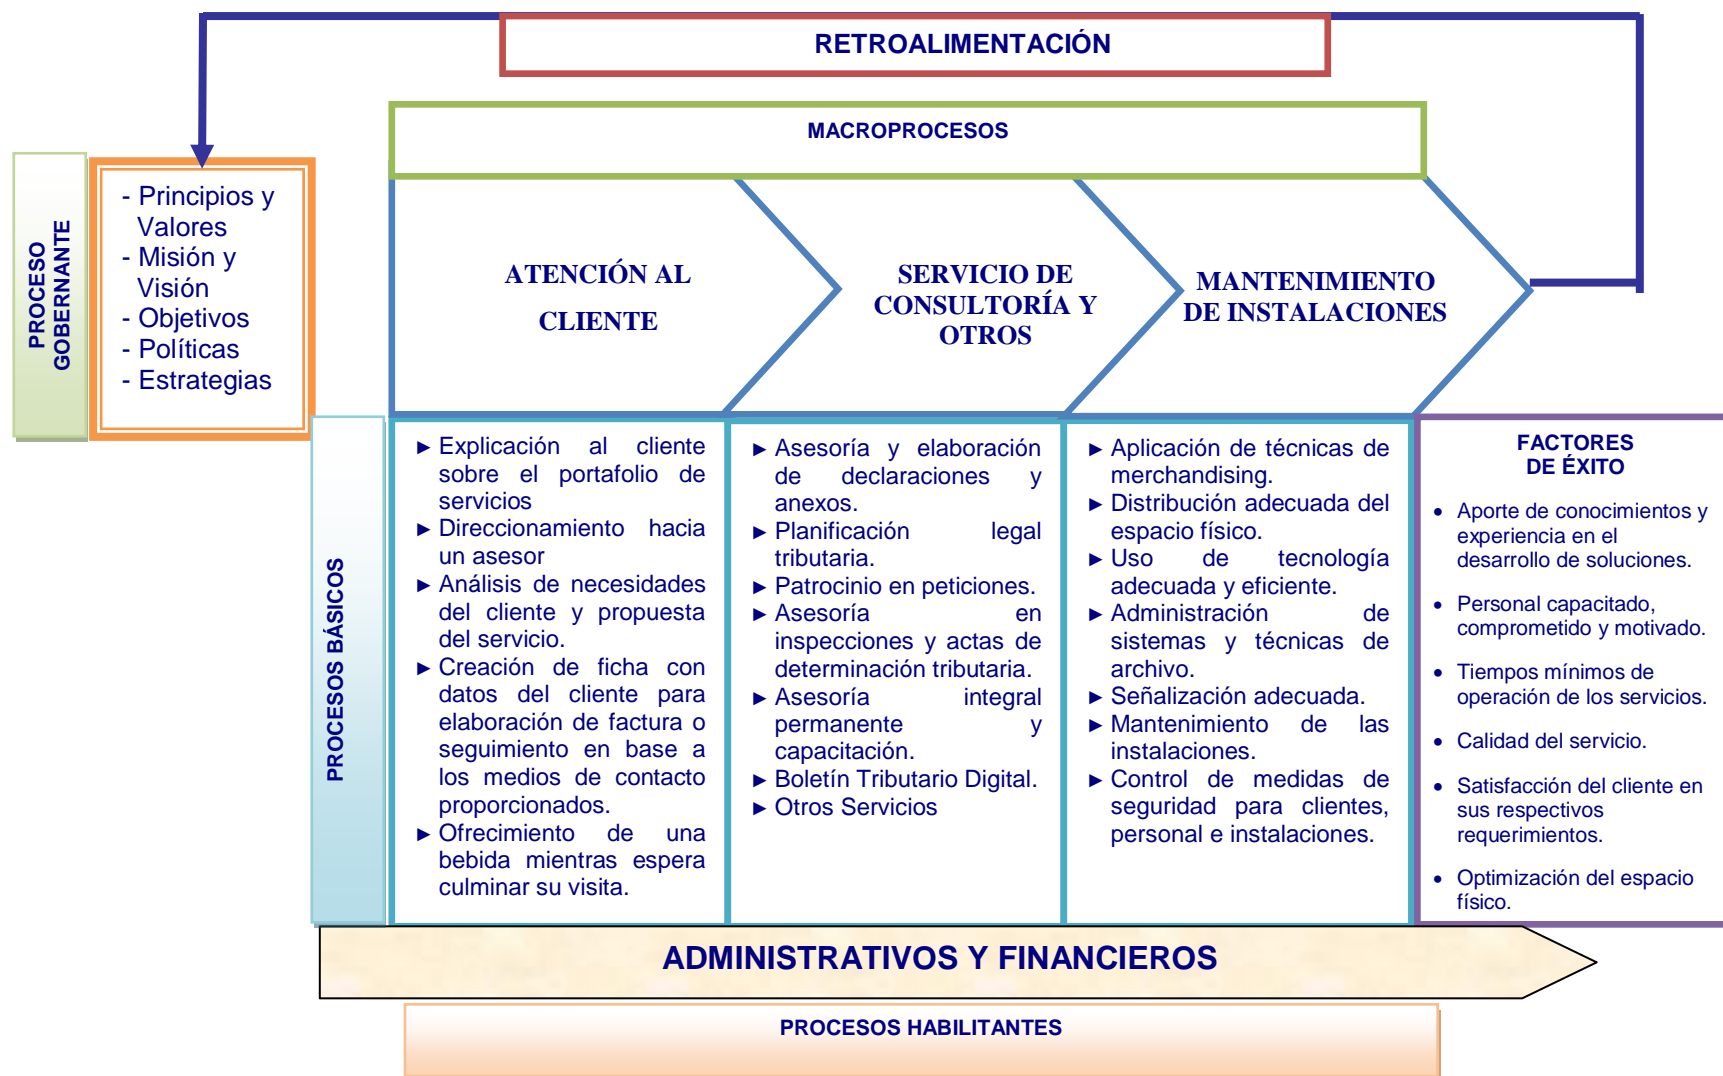 RETROALIMENTACIÓN
MACROPROCESOS
PROCESO
GOBERNANTE
- Principios y
Valores
- Misión y
Visión
- Objetivos
- Políticas
- Estrategias
ATENCIÓN AL
CLIENTE
SERVICIO DE
CONSULTORÍA Y
OTROS
MANTENIMIENTO
DE INSTALACIONES
PROCESOS BÁSICOS
► Explicación al cliente
sobre el portafolio de
servicios
► Direccionamiento hacia
un asesor
► Análisis de necesidades
del cliente y propuesta
del servicio.
► Creación de ficha con
datos del cliente para
elaboración de factura o
seguimiento en base a
los medios de contacto
proporcionados.
► Ofrecimiento de una
bebida mientras espera
culminar su visita.
► Asesoría y elaboración
de declaraciones y
anexos.
► Planificación legal
tributaria.
► Patrocinio en peticiones.
► Asesoría en
inspecciones y actas de
determinación tributaria.
► Asesoría integral
permanente y
capacitación.
► Boletín Tributario Digital.
► Otros Servicios
► Aplicación de técnicas de
merchandising.
► Distribución adecuada del
espacio físico.
► Uso de tecnología
adecuada y eficiente.
► Administración de
sistemas y técnicas de
archivo.
► Señalización adecuada.
► Mantenimiento de las
instalaciones.
► Control de medidas de
seguridad para clientes,
personal e instalaciones.
FACTORES
DE ÉXITO
• Aporte de conocimientos y
experiencia en el
desarrollo de soluciones.
• Personal capacitado,
comprometido y motivado.
• Tiempos mínimos de
operación de los servicios.
• Calidad del servicio.
• Satisfacción del cliente en
sus respectivos
requerimientos.
• Optimización del espacio
físico.
ADMINISTRATIVOS Y FINANCIEROS
PROCESOS HABILITANTES